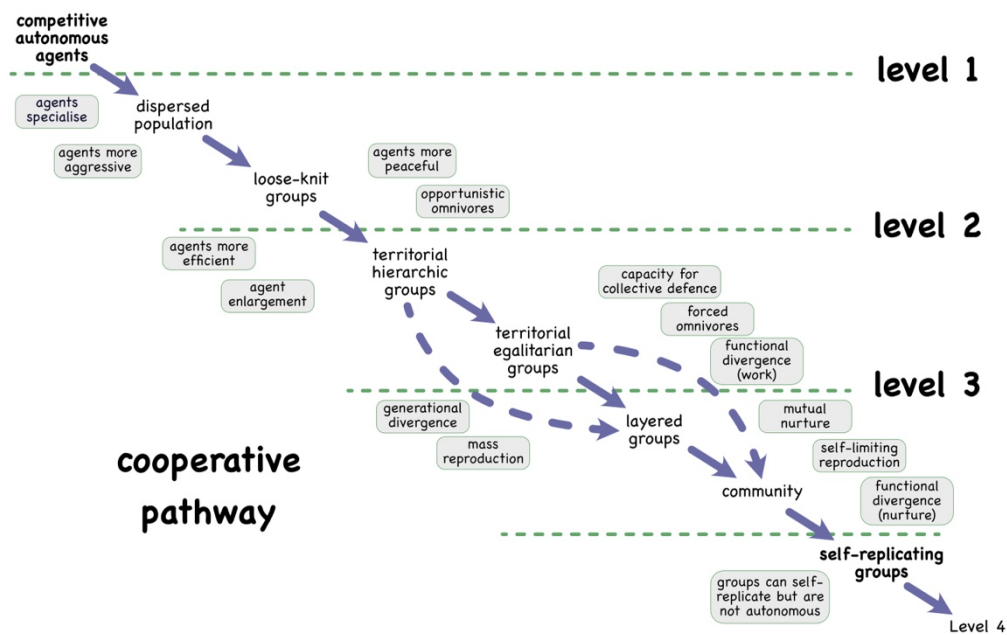 competitive
autonomous
agents
level 1
agents
specialise
dispersed
population
agents more
aggressive
agents more
peaceful
loose-knit
groups
opportunistic
omnivores
level 2
agents more
efficient
territorial
hierarchic
groups
agent
enlargement
capacity for
collective defence
forced
omnivores
territorial
egalitarian
groups
functional
divergence
(work)
level 3
generational
divergence
mass
reproduction
layered
groups
mutual
nurture
self-limiting
reproduction
cooperative
pathway
community
functional
divergence
(nurture)
self-replicating
groups
groups can self-
replicate but are
not autonomous
Level 4